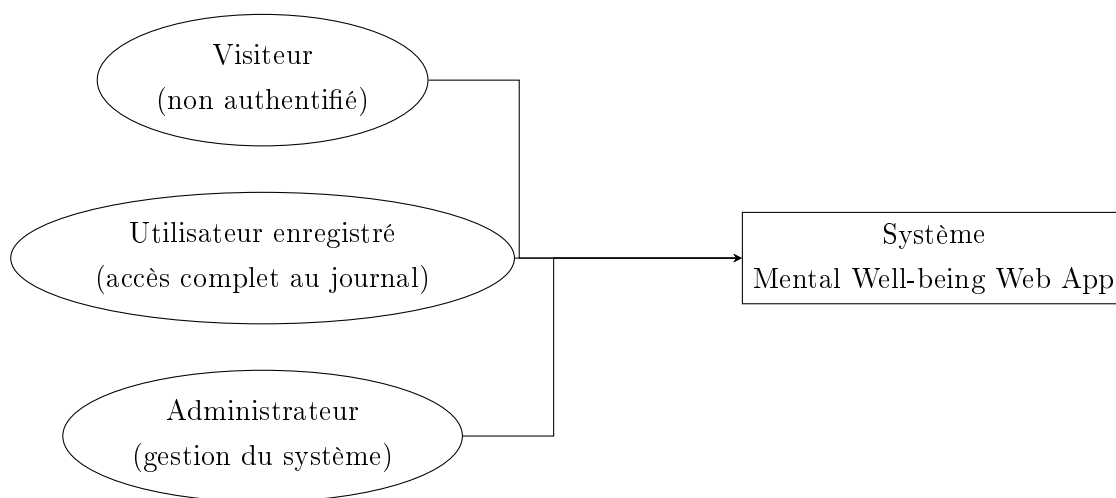 Visiteur
(non authentifié)
Utilisateur enregistré
(accès complet au journal)
Système
Mental Well-being Web App
Administrateur
(gestion du système)